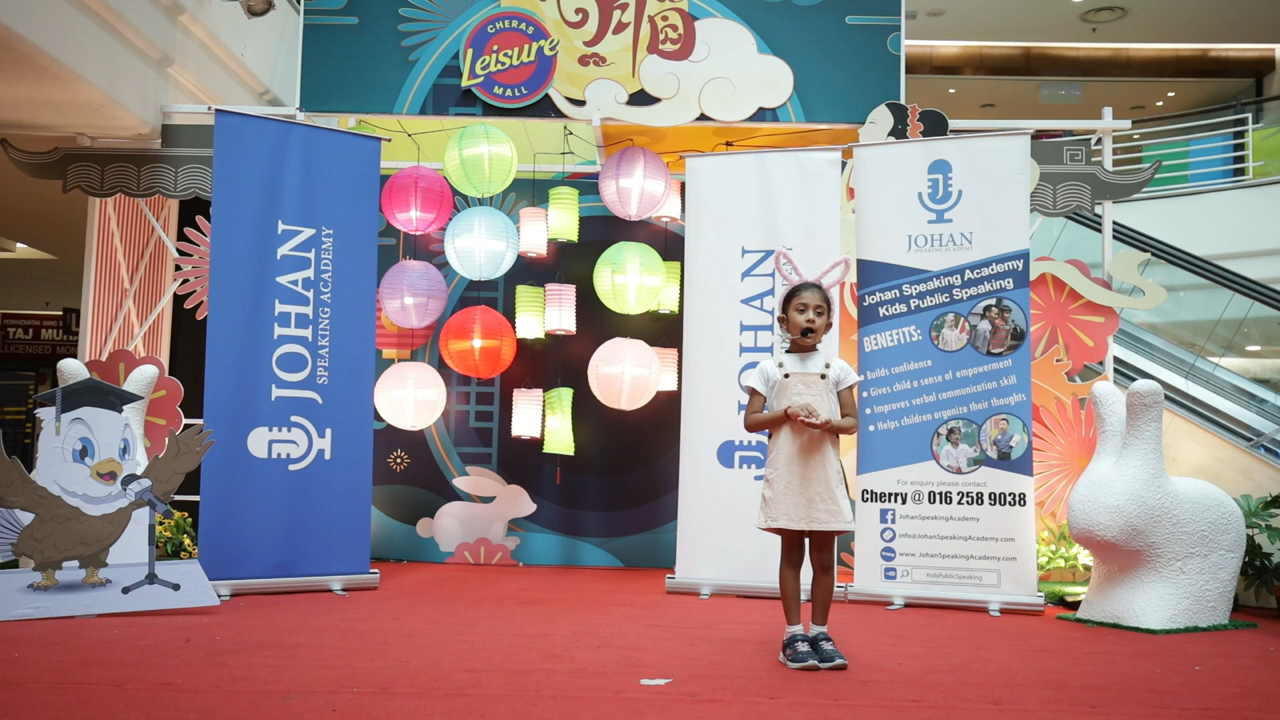 CHERAS
Leisure
MALL
圆
JOHAN
SPEAKING ACADEMY
JOHAN
JOHAN
SPEAKING ACADEMY
Johan Speaking Academy
Kids Public Speaking
BENEFITS:
Builds confidence
Gives child a sense of empowerment
Improves verbal communication skill
Helps children organize their thoughts
For enquiry please contact:
Cherry @ 016 258 9038
JohanSpeakingAcademy
info@JohanSpeakingAcademy.com
www.JohanSpeakingAcademy.com
KidsPublicSpeaking
TAJ MU
LICENSED MON